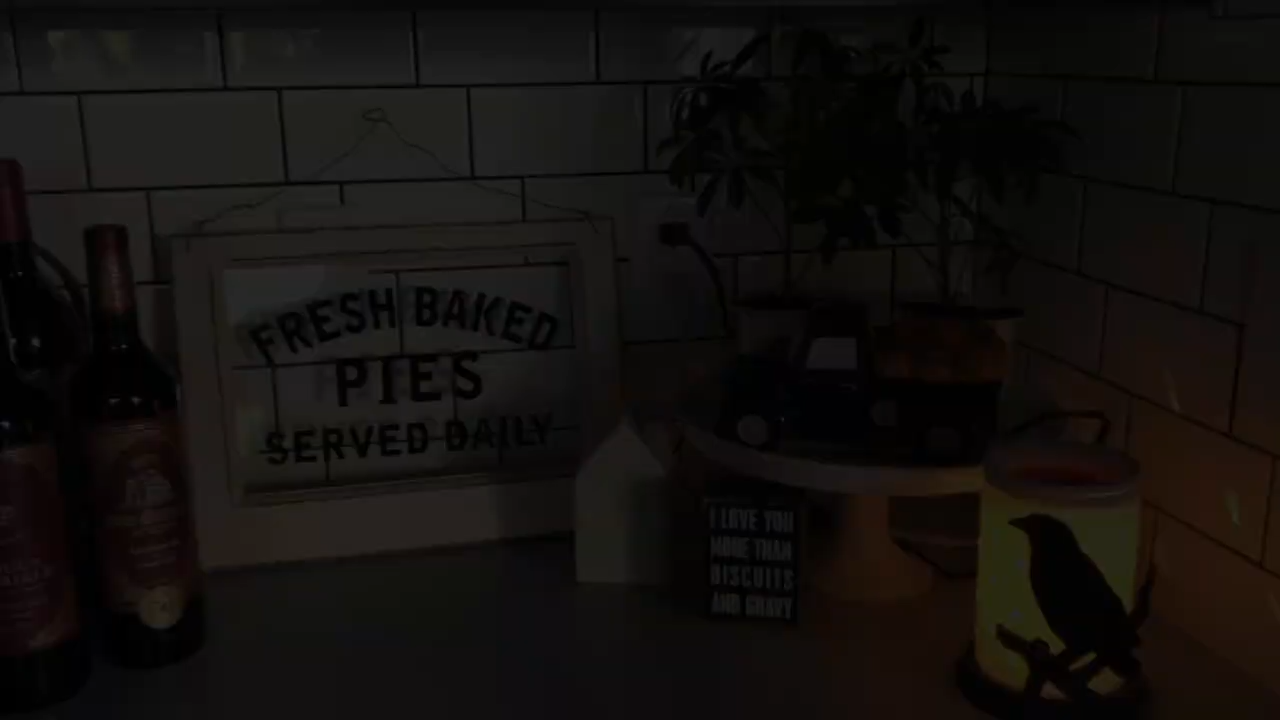 FRESH BAKED
PIES
SERVED DAILY
I LOVE YOU
MORE THAN
BISCUITS
AND GRAVY